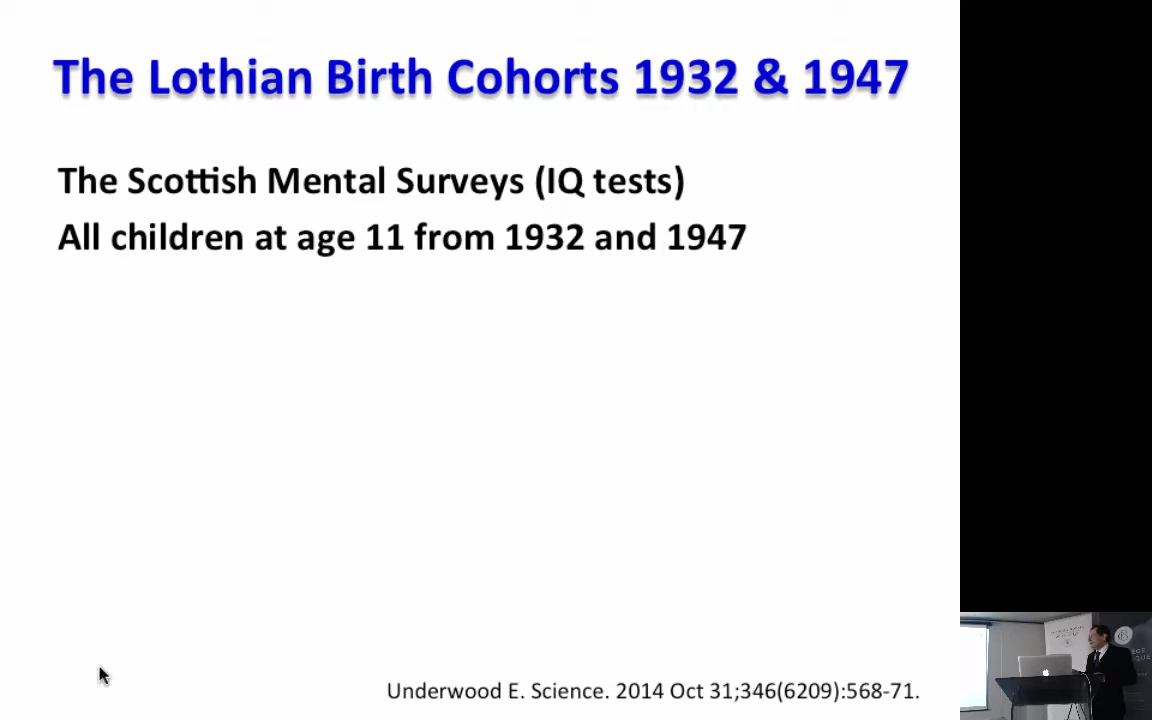 The Lothian Birth Cohorts 1932 & 1947
The Scottish Mental Surveys (IQ tests)
All children at age 11 from 1932 and 1947
Underwood E. Science. 2014 Oct 31;346(6209):568-71.